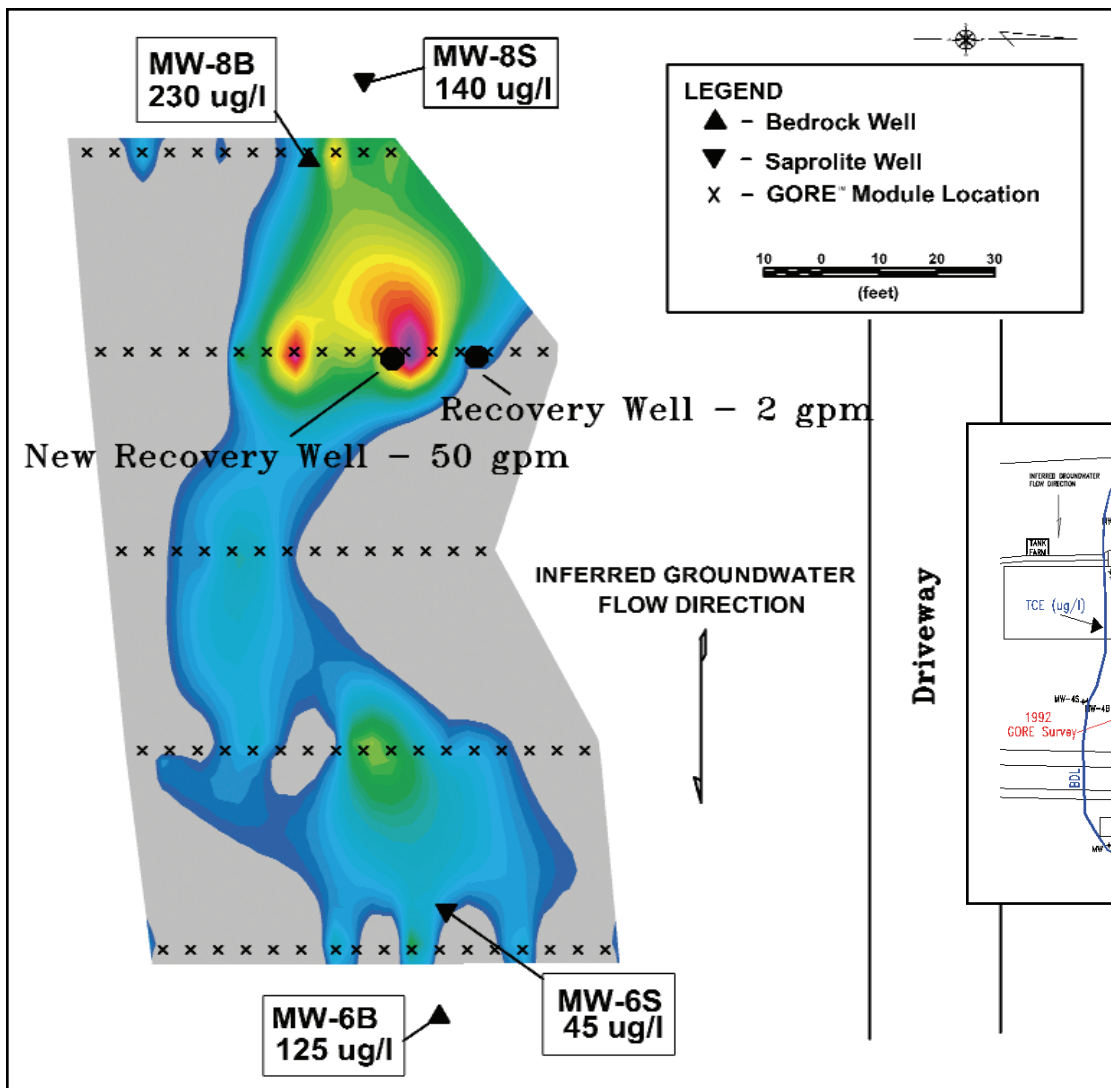 MW-8B
230 ug/l
MW-8S
140 ug/l
LEGEND
▲ – Bedrock Well
▼ – Saprolite Well
X – GORE™ Module Location
10 0 10 20 30
(feet)
Recovery Well – 2 gpm
New Recovery Well – 50 gpm
INFERRED GROUNDWATER
FLOW DIRECTION
Driveway
INFERRED GROUNDWATER
FLOW DIRECTION
TANK
FARM
TCE (ug/l)
MW-4S
MW-4B
1992
GORE Survey
BDL
MW
MW-6S
45 ug/l
MW-6B
125 ug/l